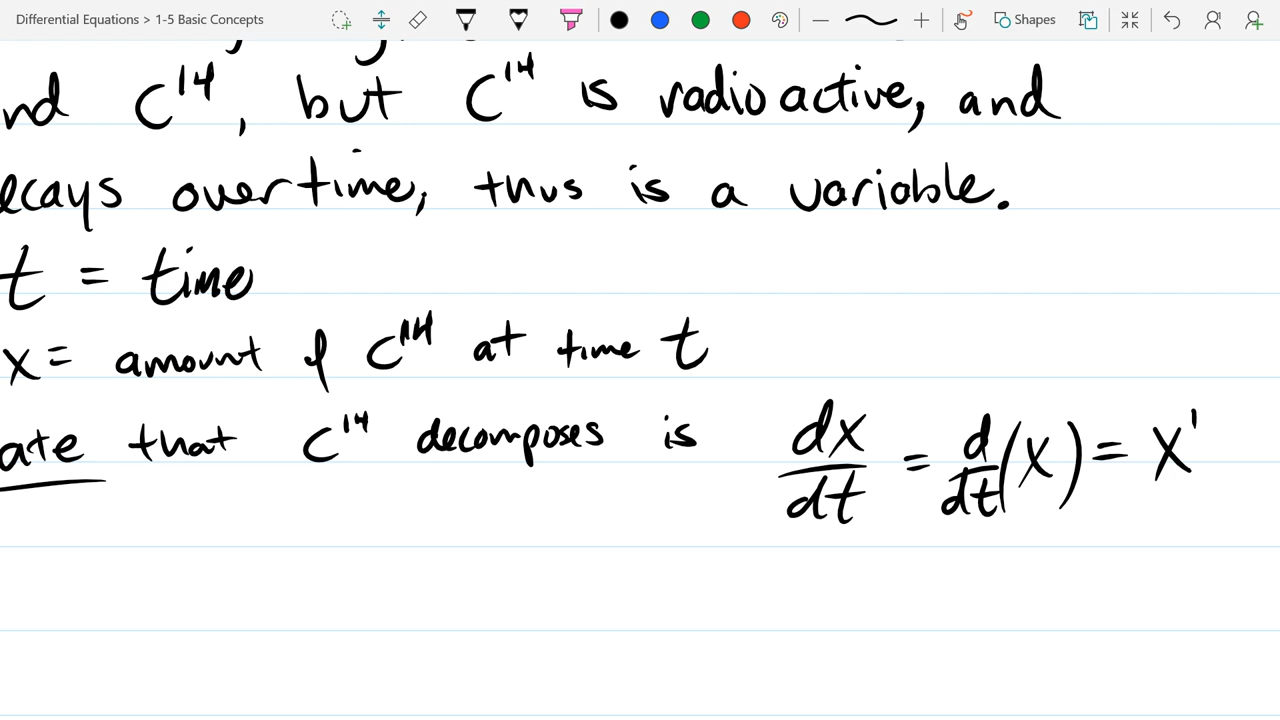 Differential Equations > 1-5 Basic Concepts
Shapes
nd C¹⁴, but C¹⁴ is radioactive, and
ecays overtime, thus is a variable.
t = time
x = amount of C¹⁴ at time t
ate that C¹⁴ decomposes is dx/dt = d/dt(x) = x'